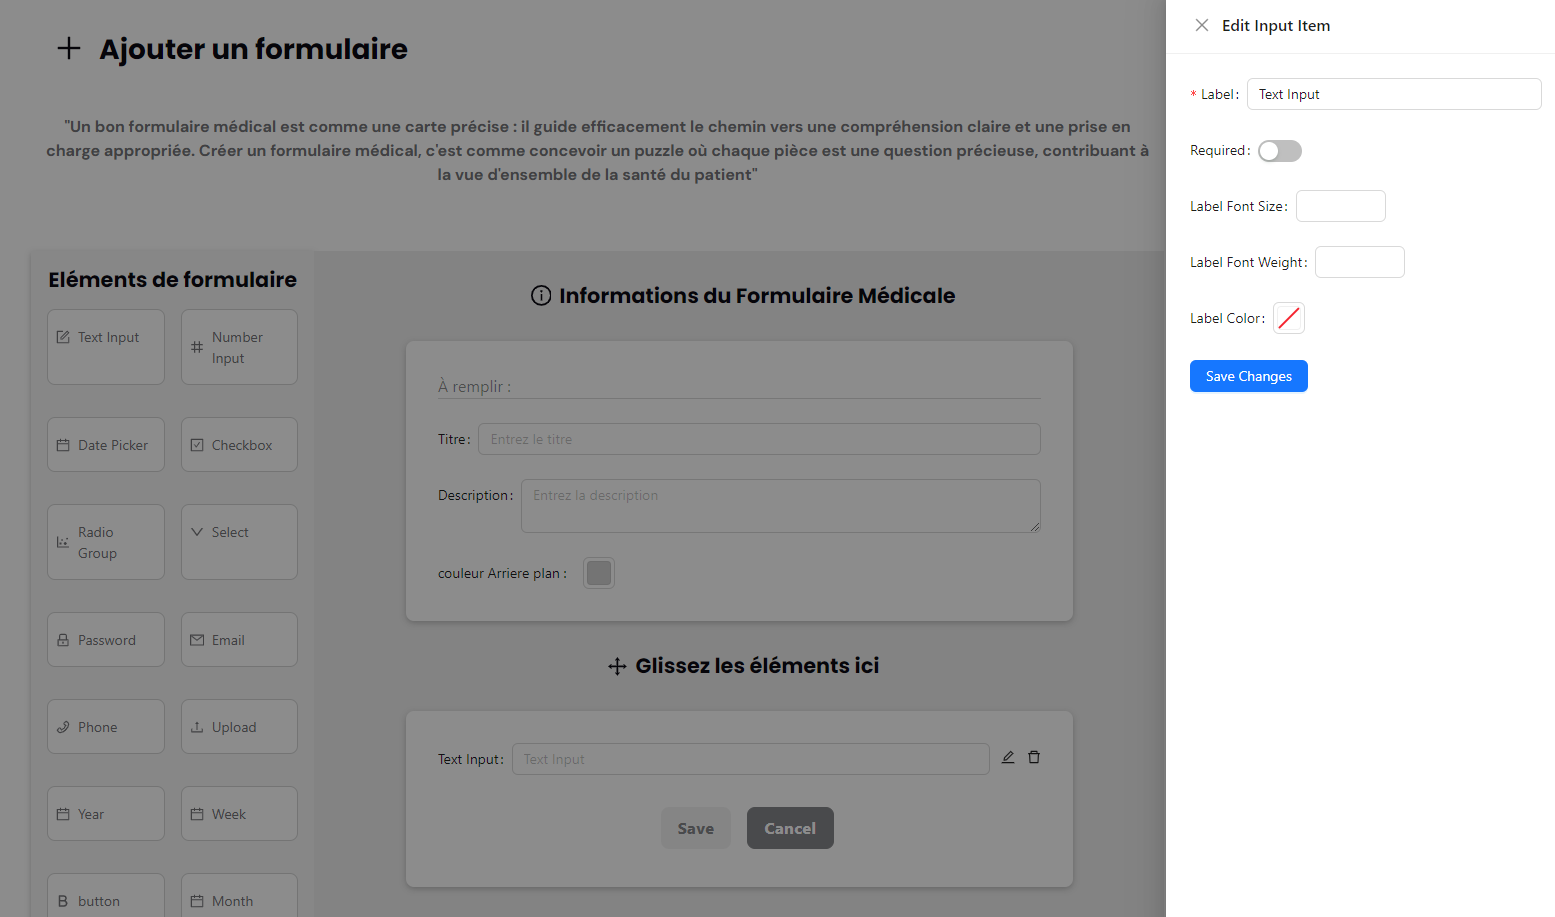 Ajouter un formulaire
"Un bon formulaire médical est comme une carte précise : il guide efficacement le chemin vers une compréhension claire et une prise en
charge appropriée. Créer un formulaire médical, c'est comme concevoir un puzzle où chaque pièce est une question précieuse, contribuant à
la vue d'ensemble de la santé du patient"
Eléments de formulaire
Text Input
Number
Input
Date Picker
Checkbox
Radio
Group
Select
Password
Email
Phone
Upload
Year
Week
button
Month
Informations du Formulaire Médicale
À remplir :
Titre:
Entrez le titre
Description:
Entrez la description
couleur Arriere plan :
Glissez les éléments ici
Text Input:
Text Input
Save
Cancel
Edit Input Item
* Label:
Text Input
Required:
Label Font Size:
Label Font Weight:
Label Color:
Save Changes